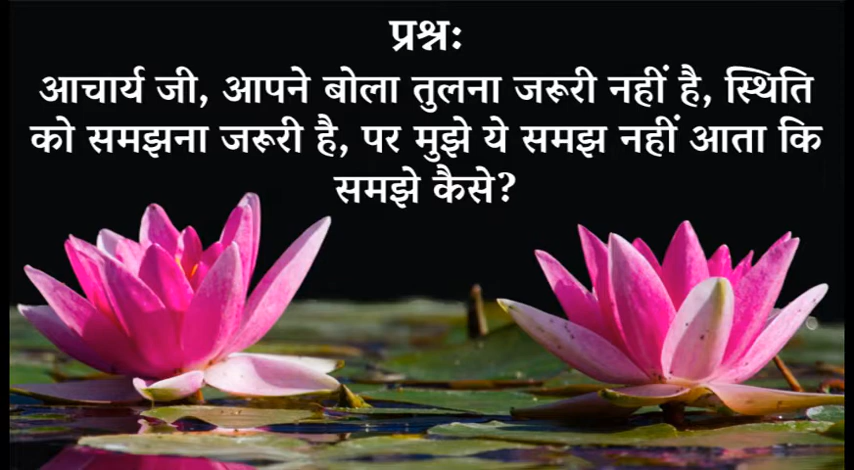 प्रश्न:
आचार्य जी, आपने बोला तुलना जरूरी नहीं है, स्थिति
को समझना जरूरी है, पर मुझे ये समझ नहीं आता कि
समझे कैसे?